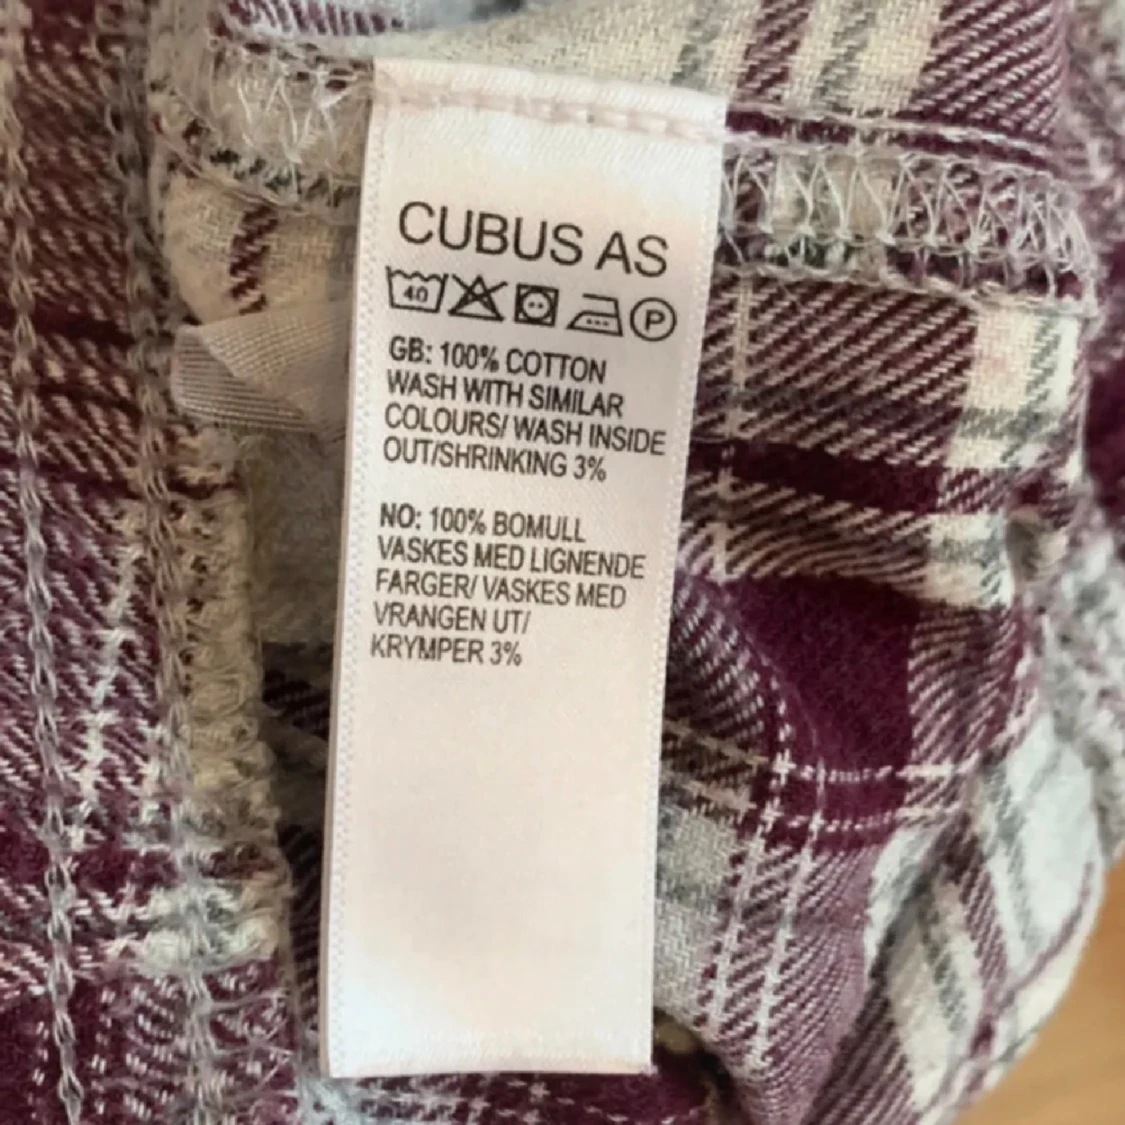 CUBUS AS
40 P
GB: 100% COTTON
WASH WITH SIMILAR
COLOURS/ WASH INSIDE
OUT/SHRINKING 3%
NO: 100% BOMULL
VASKES MED LIGNENDE
FARGER/ VASKES MED
VRANGEN UT/
KRYMPER 3%